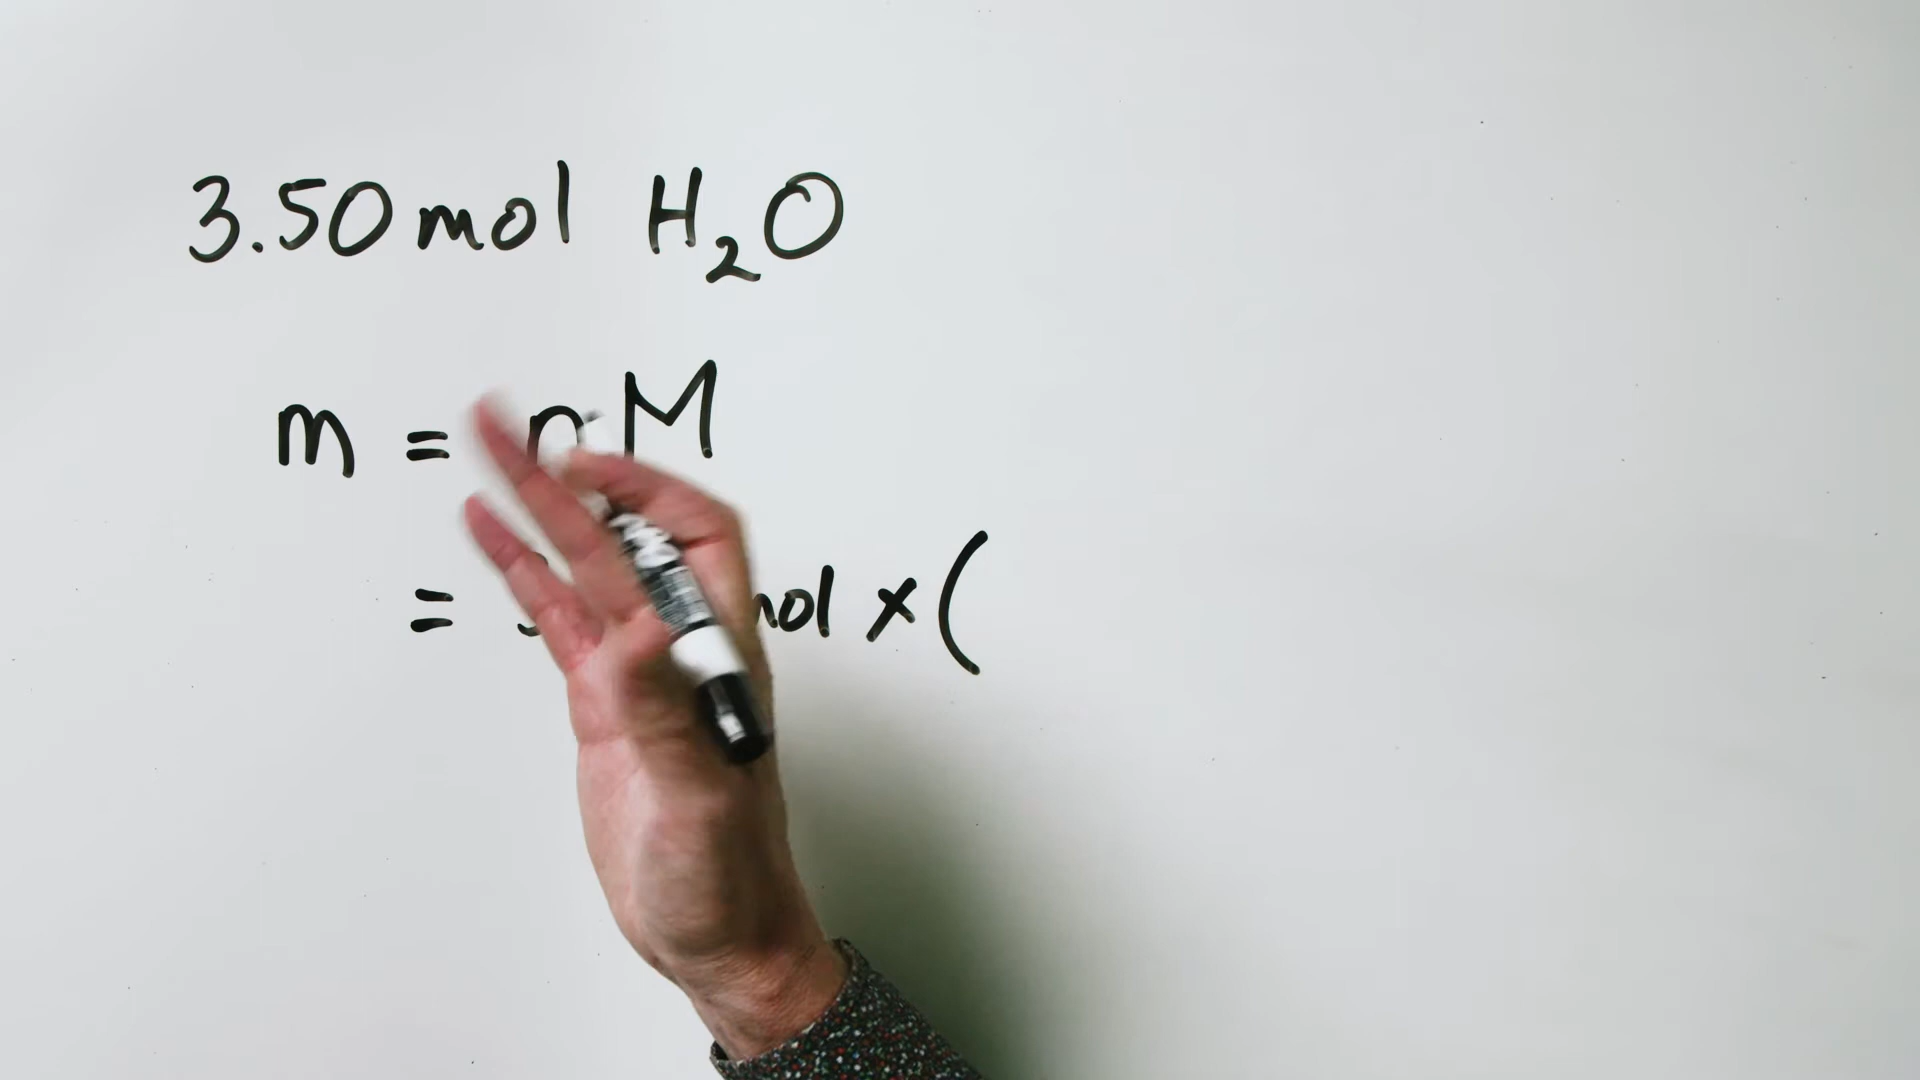 3.50 mol H₂O
m = n M
= mol × (